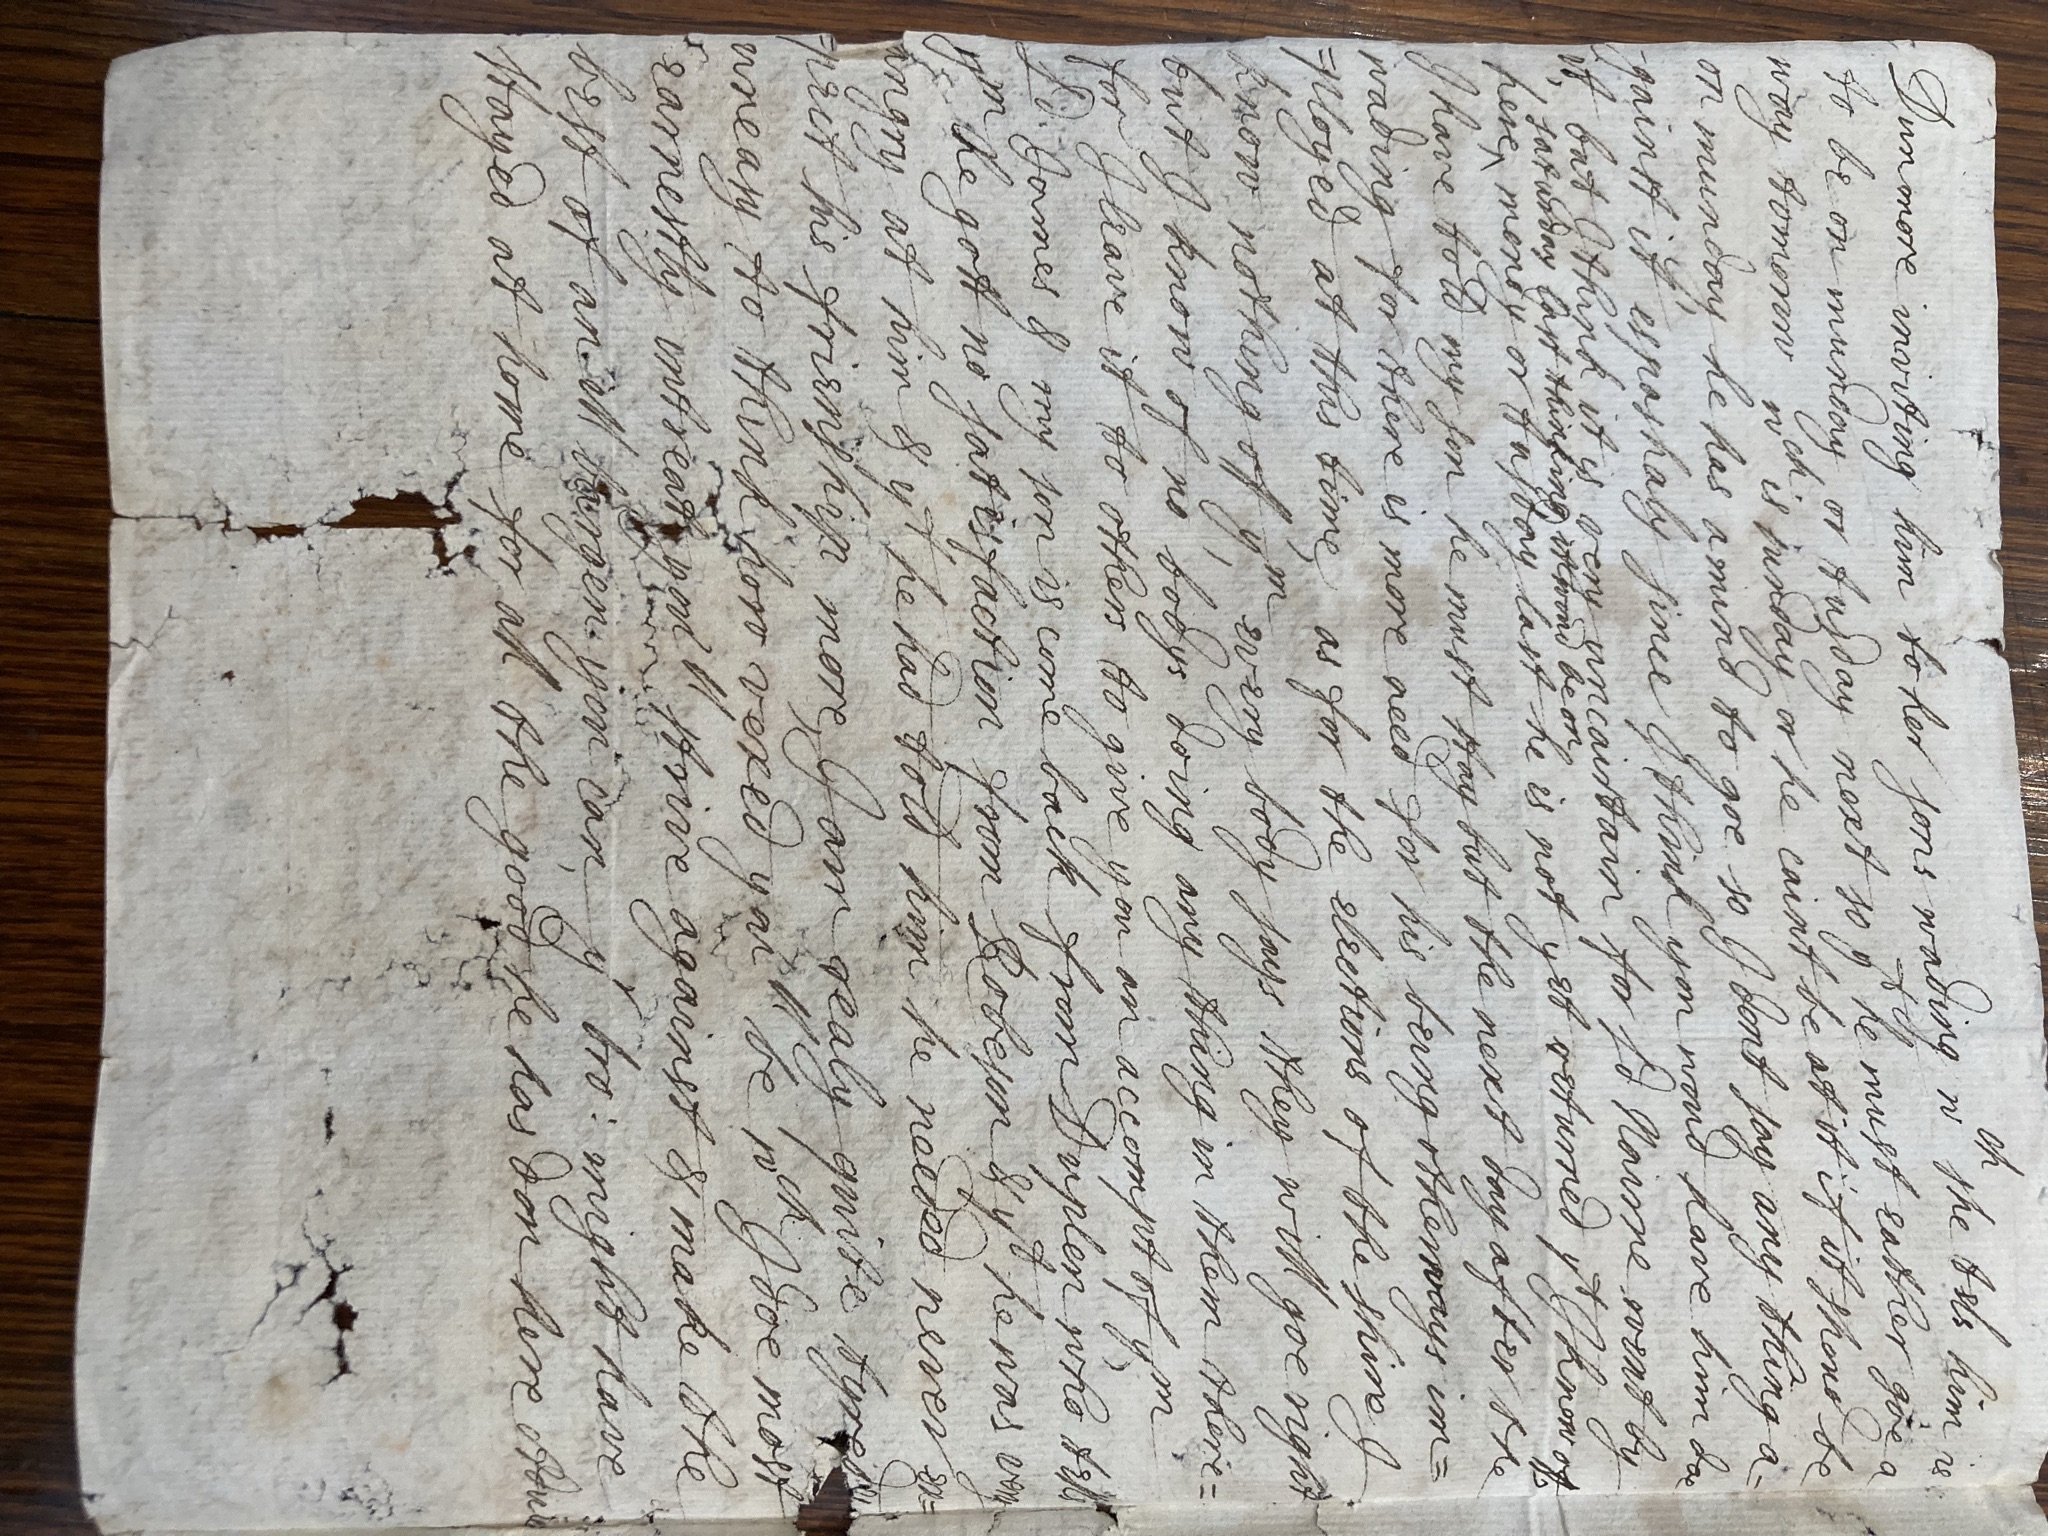 Dunmore inviting him to her sons wading wch she tels him is
to be on munday or tusday next so yt he must eather goe a
way tomorow wch is sunday or he caint be at it if it shoud be
on munday, he has a mind to goe so I dont say any thing a-
-gainst it espashaly since I think you woud have him doe
it, but I think it is very uncairtain for Ld Nairne went by
saturday last thinking it woud be on
here, ^ mondy or tusday last he is not yet returned yt I know off,
I have told my son he must stay but the next day after the
wading for there is more need for his being otherways im=
=ployed at this time, as for the elections of the shire I
know nothing off ym, every body says they will goe right
but I know of no bodys doing any thing in them there=
for I leave it to others to give you an accompt of ym,
Ld. James & my son is come back from Duplen who tells
ym he gott no satisfaction from Robeson & yt he was very
angry at him & yt he had told him he needed never ex=
=pect his frienship more, I am realy quite tyred &
uneasy to think how vexed you'll be wch I doe most
earnestly intreat you'll strive against & make the
best of an ill bargen you can, yr bro: might have
stayed at home for all the good he has don here